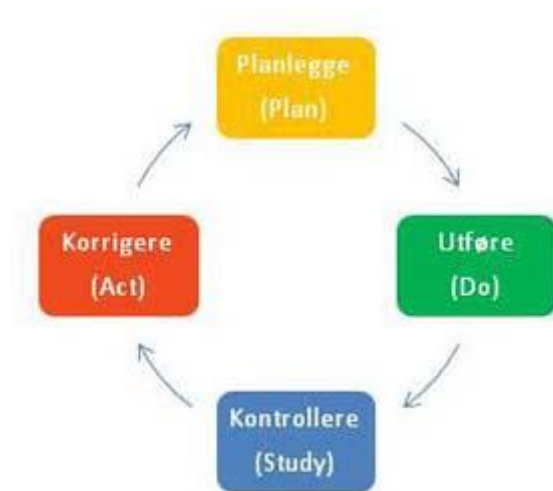 Planlegge
(Plan)
Utføre
(Do)
Kontrollere
(Study)
Korrigere
(Act)